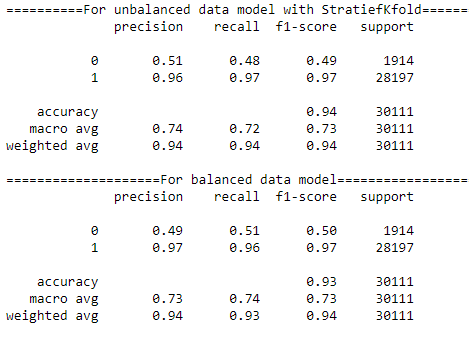 ==========For unbalanced data model with StratiefKfold======
precision recall f1-score support
0 0.51 0.48 0.49 1914
1 0.96 0.97 0.97 28197
accuracy 0.94 30111
macro avg 0.74 0.72 0.73 30111
weighted avg 0.94 0.94 0.94 30111
====================For balanced data model=================
precision recall f1-score support
0 0.49 0.51 0.50 1914
1 0.97 0.96 0.97 28197
accuracy 0.93 30111
macro avg 0.73 0.74 0.73 30111
weighted avg 0.94 0.93 0.94 30111